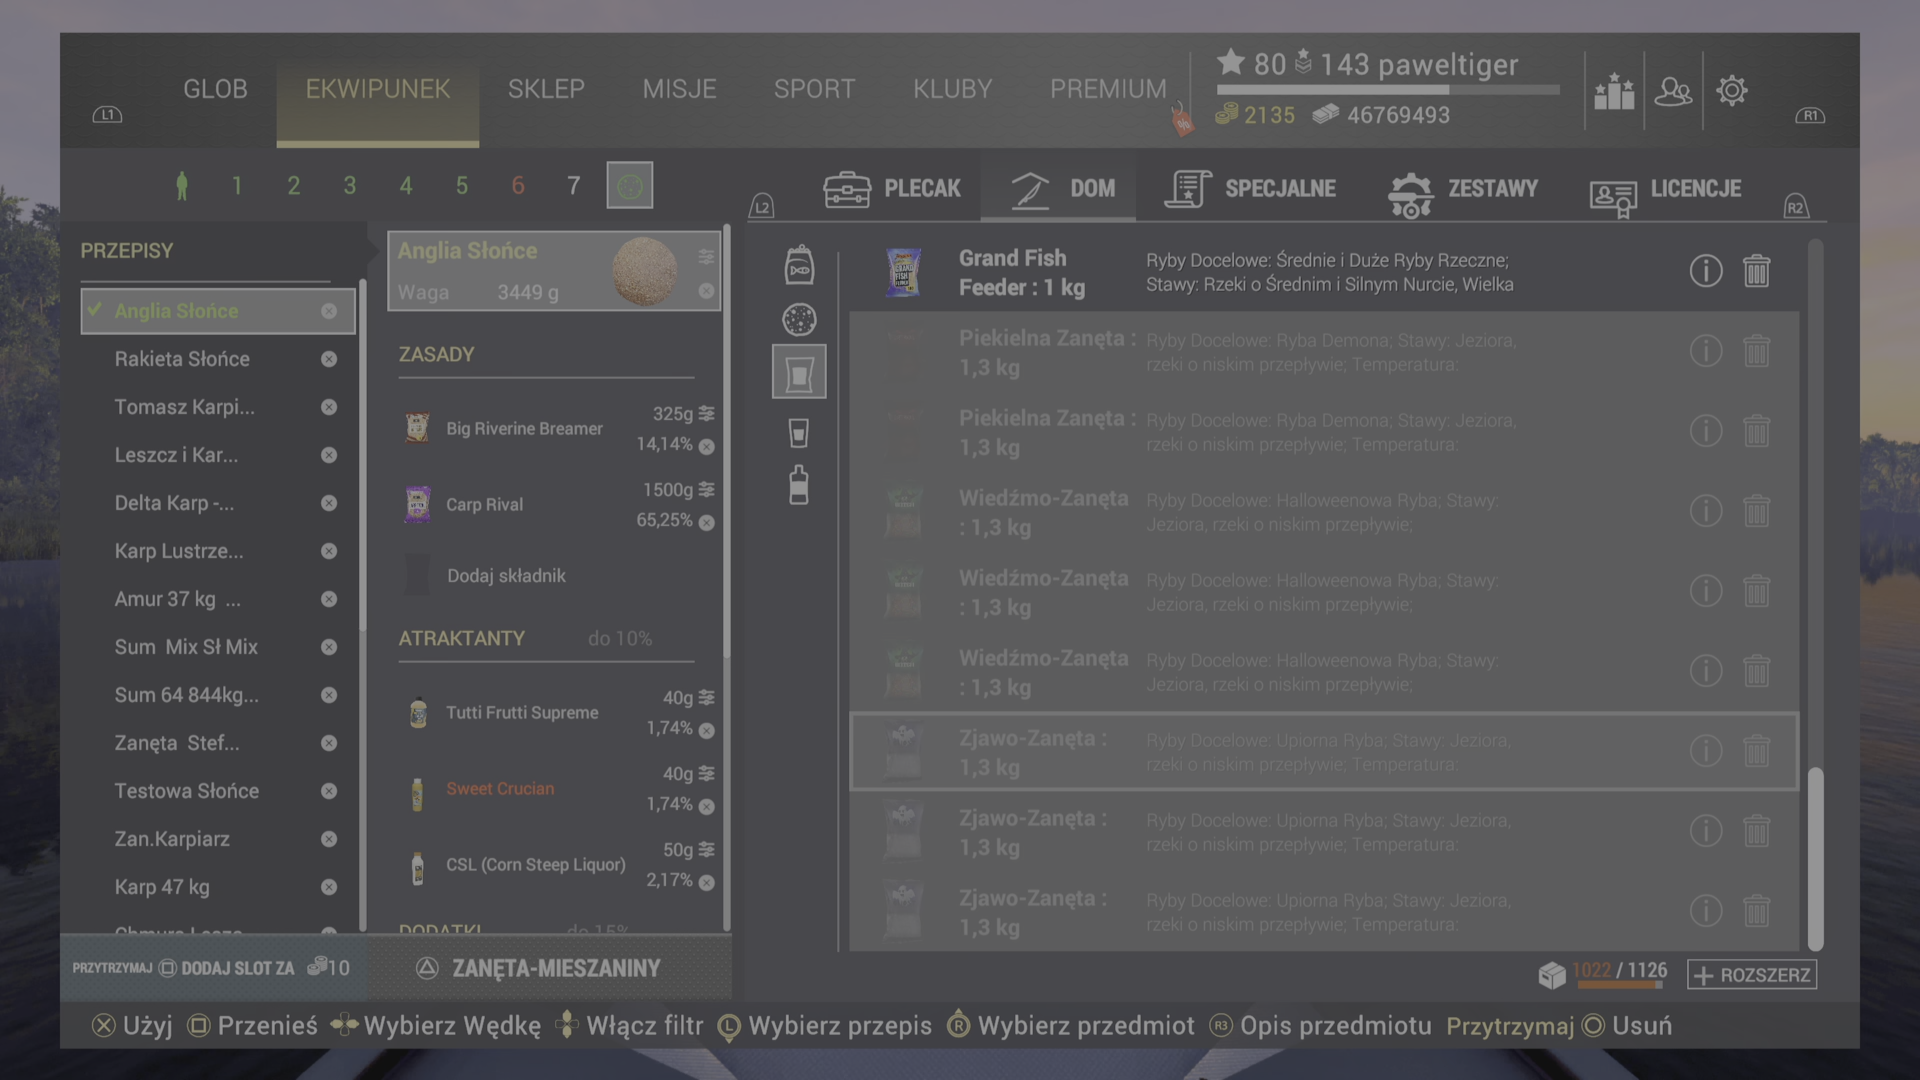 L1
GLOB
EKWIPUNEK
SKLEP
MISJE
SPORT
KLUBY
PREMIUM
%
80 143 paweltiger
2135 46769493
R1
1 2 3 4 5 6 7
L2
PLECAK
DOM
SPECJALNE
ZESTAWY
LICENCJE
R2
PRZEPISY
Anglia Słońce
Rakieta Słońce
Tomasz Karpi...
Leszcz i Kar...
Delta Karp -...
Karp Lustrze...
Amur 37 kg ...
Sum Mix Sł Mix
Sum 64 844kg...
Zanęta Stef...
Testowa Słońce
Zan.Karpiarz
Karp 47 kg
PRZYTRZYMAJ DODAJ SLOT ZA 10
Anglia Słońce
Waga 3449 g
ZASADY
Big Riverine Breamer
325g
14,14%
Carp Rival
1500g
65,25%
Dodaj składnik
ATRAKTANTY do 10%
Tutti Frutti Supreme
40g
1,74%
Sweet Crucian
40g
1,74%
CSL (Corn Steep Liquor)
50g
2,17%
DODATKI do 15%
ZANĘTA-MIESZANINY
Grand Fish
Feeder : 1 kg
Ryby Docelowe: Średnie i Duże Ryby Rzeczne;
Stawy: Rzeki o Średnim i Silnym Nurcie, Wielka
Piekielna Zanęta :
1,3 kg
Ryby Docelowe: Ryba Demona; Stawy: Jeziora,
rzeki o niskim przepływie; Temperatura:
Piekielna Zanęta :
1,3 kg
Ryby Docelowe: Ryba Demona; Stawy: Jeziora,
rzeki o niskim przepływie; Temperatura:
Wiedźmo-Zanęta
: 1,3 kg
Ryby Docelowe: Halloweenowa Ryba; Stawy:
Jeziora, rzeki o niskim przepływie;
Wiedźmo-Zanęta
: 1,3 kg
Ryby Docelowe: Halloweenowa Ryba; Stawy:
Jeziora, rzeki o niskim przepływie;
Wiedźmo-Zanęta
: 1,3 kg
Ryby Docelowe: Halloweenowa Ryba; Stawy:
Jeziora, rzeki o niskim przepływie;
Zjawo-Zanęta :
1,3 kg
Ryby Docelowe: Upiorna Ryba; Stawy: Jeziora,
rzeki o niskim przepływie; Temperatura:
Zjawo-Zanęta :
1,3 kg
Ryby Docelowe: Upiorna Ryba; Stawy: Jeziora,
rzeki o niskim przepływie; Temperatura:
Zjawo-Zanęta :
1,3 kg
Ryby Docelowe: Upiorna Ryba; Stawy: Jeziora,
rzeki o niskim przepływie; Temperatura:
1022 / 1126
+ ROZSZERZ
Użyj Przenieś Wybierz Wędkę Włącz filtr L Wybierz przepis R Wybierz przedmiot R3 Opis przedmiotu Przytrzymaj Usuń